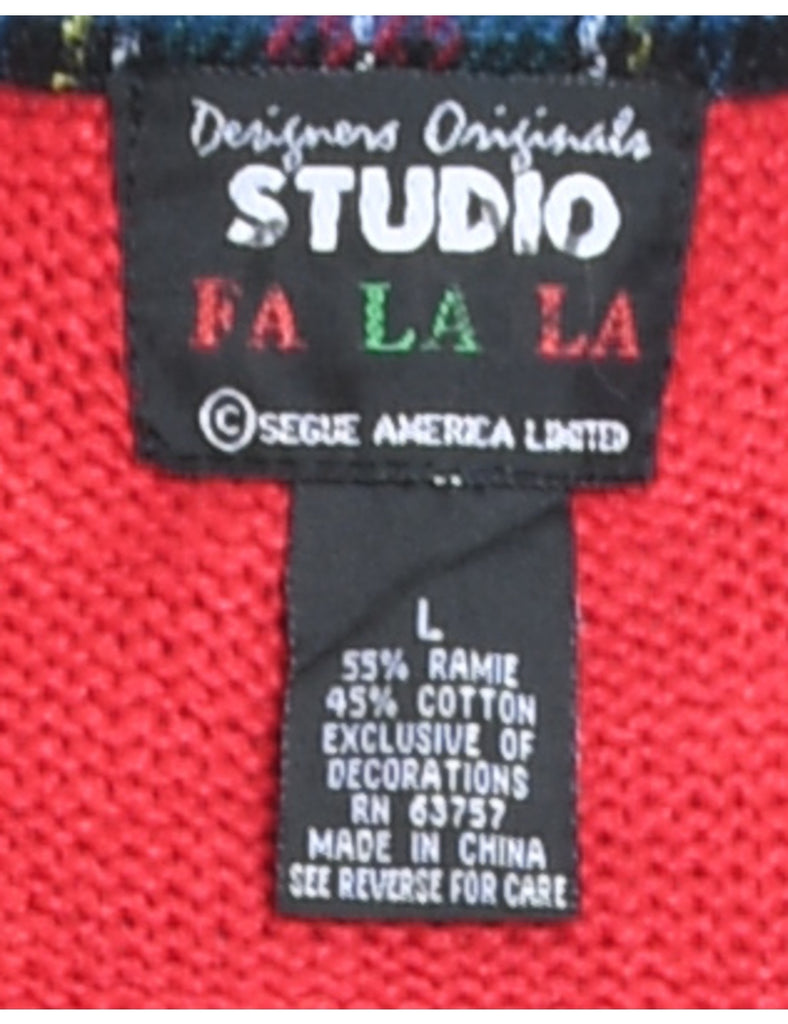 Designers Originals
STUDIO
FA LA LA
© SEGUE AMERICA LIMITED
L
55% RAMIE
45% COTTON
EXCLUSIVE OF
DECORATIONS
RN 63757
MADE IN CHINA
SEE REVERSE FOR CARE